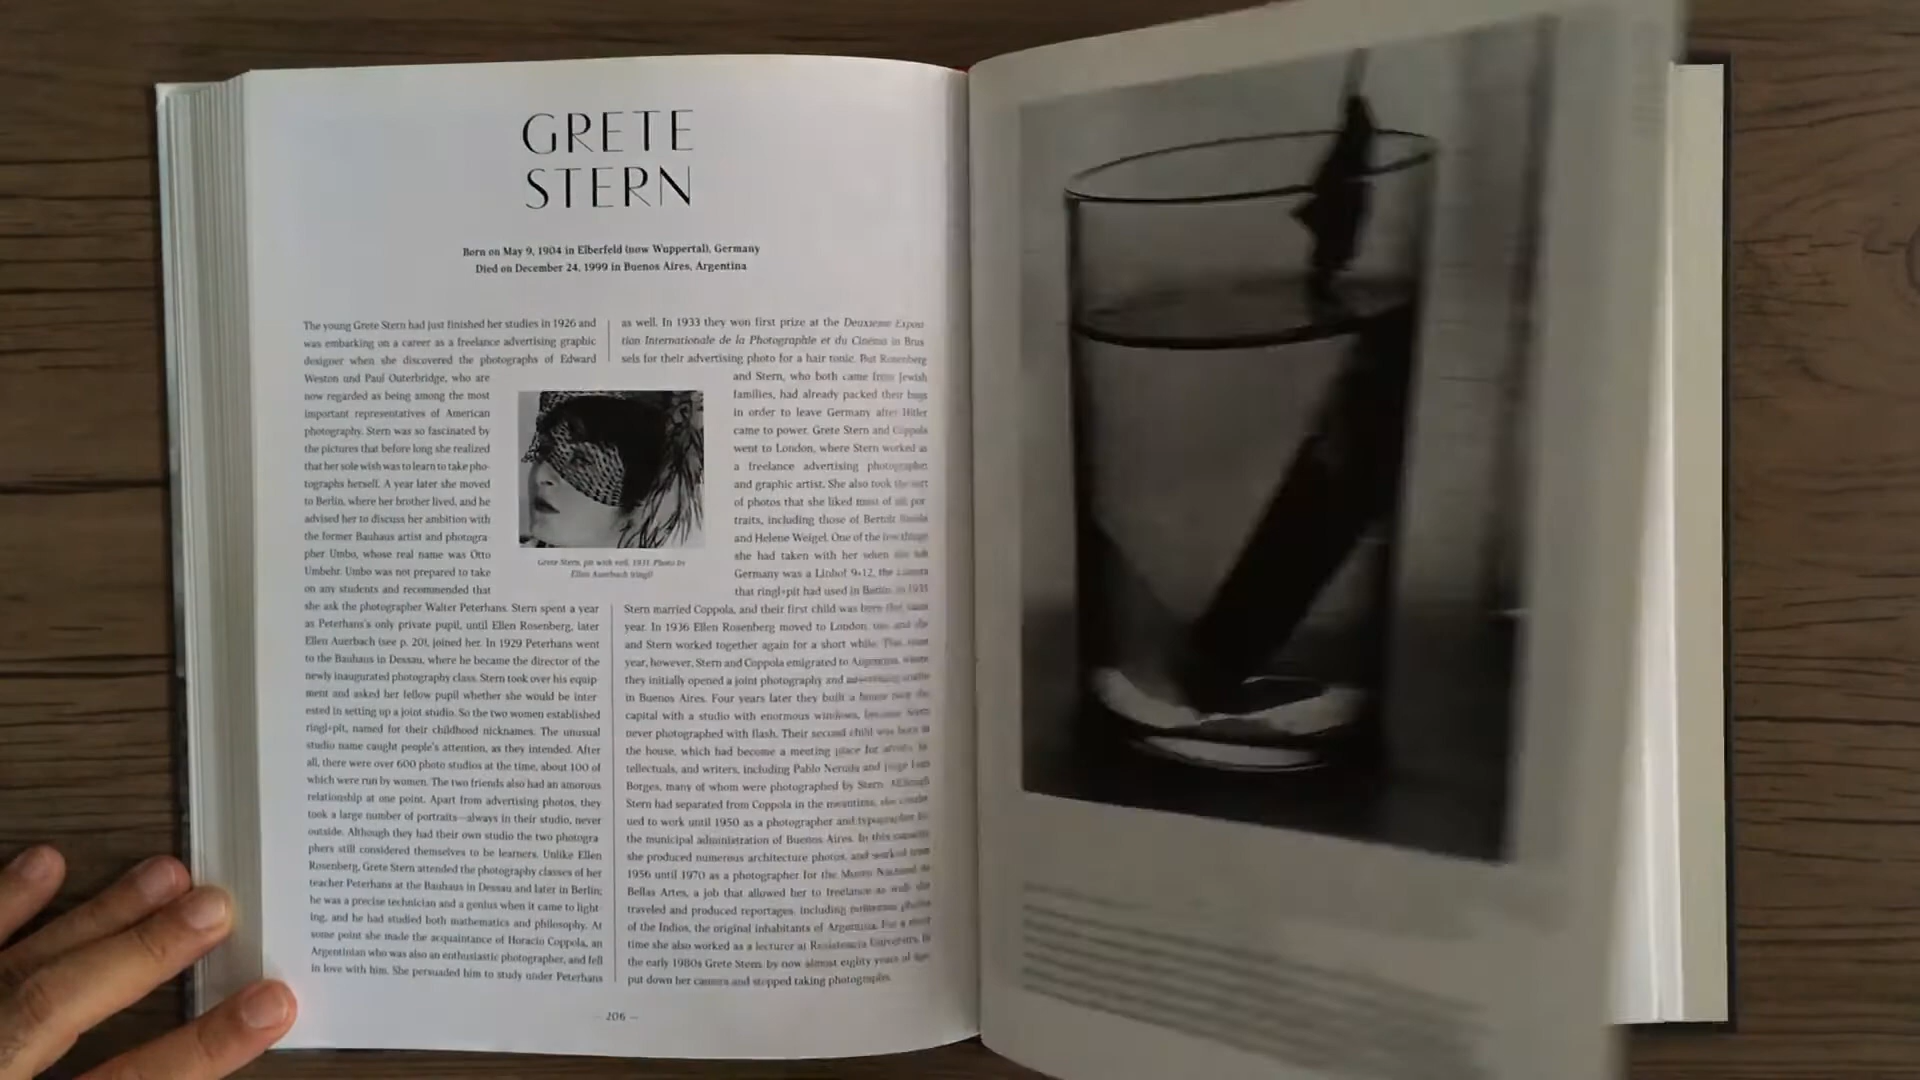 GRETE
STERN
Born on May 9, 1904 in Elberfeld (now Wuppertal), Germany
Died on December 24, 1999 in Buenos Aires, Argentina
The young Grete Stern had just finished her studies in 1926 and
was embarking on a career as a freelance advertising graphic
designer when she discovered the photographs of Edward
Weston und Paul Outerbridge, who are
now regarded as being among the most
important representatives of American
photography. Stern was so fascinated by
the pictures that before long she realized
that her sole wish was to learn to take pho-
tographs herself. A year later she moved
to Berlin, where her brother lived, and he
advised her to discuss her ambition with
the former Bauhaus artist and photogra-
pher Umbo, whose real name was Otto
Umbehr. Umbo was not prepared to take
on any students and recommended that
she ask the photographer Walter Peterhans. Stern spent a year
as Peterhans's only private pupil, until Ellen Rosenberg, later
Ellen Auerbach (see p. 20), joined her. In 1929 Peterhans went
to the Bauhaus in Dessau, where he became the director of the
newly inaugurated photography class. Stern took over his equip-
ment and asked her fellow pupil whether she would be inter-
ested in setting up a joint studio. So the two women established
ringl+pit, named for their childhood nicknames. The unusual
studio name caught people's attention, as they intended. After
all, there were over 600 photo studios at the time, about 100 of
which were run by women. The two friends also had an amorous
relationship at one point. Apart from advertising photos, they
took a large number of portraits—always in their studio, never
outside. Although they had their own studio the two photogra-
phers still considered themselves to be learners. Unlike Ellen
Rosenberg, Grete Stern attended the photography classes of her
teacher Peterhans at the Bauhaus in Dessau and later in Berlin;
he was a precise technician and a genius when it came to light-
ing, and he had studied both mathematics and philosophy. At
some point she made the acquaintance of Horacio Coppola, an
Argentinian who was also an enthusiastic photographer, and fell
in love with him. She persuaded him to study under Peterhans
Grete Stern, pit with veil, 1931. Photo by
Ellen Auerbach (ringl)
as well. In 1933 they won first prize at the Deuxième Exposi-
tion Internationale de la Photographie et du Cinéma in Brus-
sels for their advertising photo for a hair tonic. But Rosenberg
and Stern, who both came from Jewish
families, had already packed their bags
in order to leave Germany after Hitler
came to power. Grete Stern and Coppola
went to London, where Stern worked as
a freelance advertising photographer
and graphic artist. She also took the sort
of photos that she liked most of all: por-
traits, including those of Bertolt
and Helene Weigel. One of the few things
she had taken with her when she left
Germany was a Linhof 9×12, the camera
that ringl+pit had used in Berlin. In 1935
Stern married Coppola, and their first child was born that same
year. In 1936 Ellen Rosenberg moved to London, too, and she
and Stern worked together again for a short while. That same
year, however, Stern and Coppola emigrated to Argentina, where
they initially opened a joint photography and advertising studio
in Buenos Aires. Four years later they built a house near the
capital with a studio with enormous windows, because Stern
never photographed with flash. Their second child was born in
the house, which had become a meeting place for artists, in-
tellectuals, and writers, including Pablo Neruda and Jorge Luis
Borges, many of whom were photographed by Stern. Although
Stern had separated from Coppola in the meantime, she contin-
ued to work until 1950 as a photographer and typographer for
the municipal administration of Buenos Aires. In this capacity
she produced numerous architecture photos, and worked from
1956 until 1970 as a photographer for the Museo Nacional de
Bellas Artes, a job that allowed her to freelance as well: she
traveled and produced reportages, including numerous photos
of the Indios, the original inhabitants of Argentina. For a short
time she also worked as a lecturer at Resistencia University. In
the early 1980s Grete Stern, by now almost eighty years of age,
put down her camera and stopped taking photographs.
– 206 –